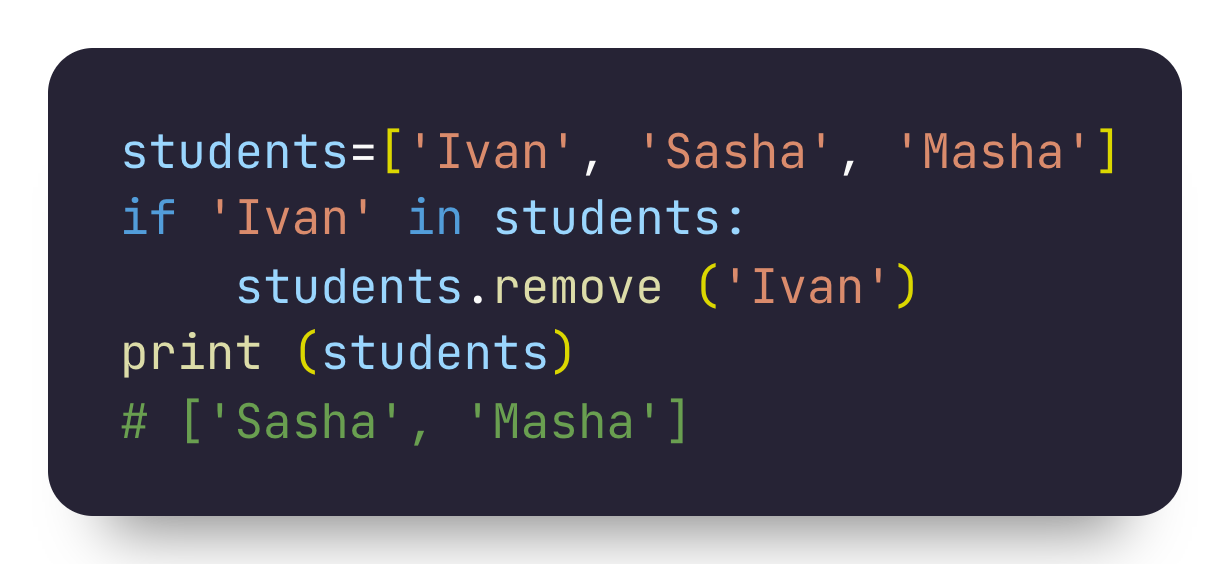 students=['Ivan', 'Sasha', 'Masha']
if 'Ivan' in students:
    students.remove ('Ivan')
print (students)
# ['Sasha', 'Masha']